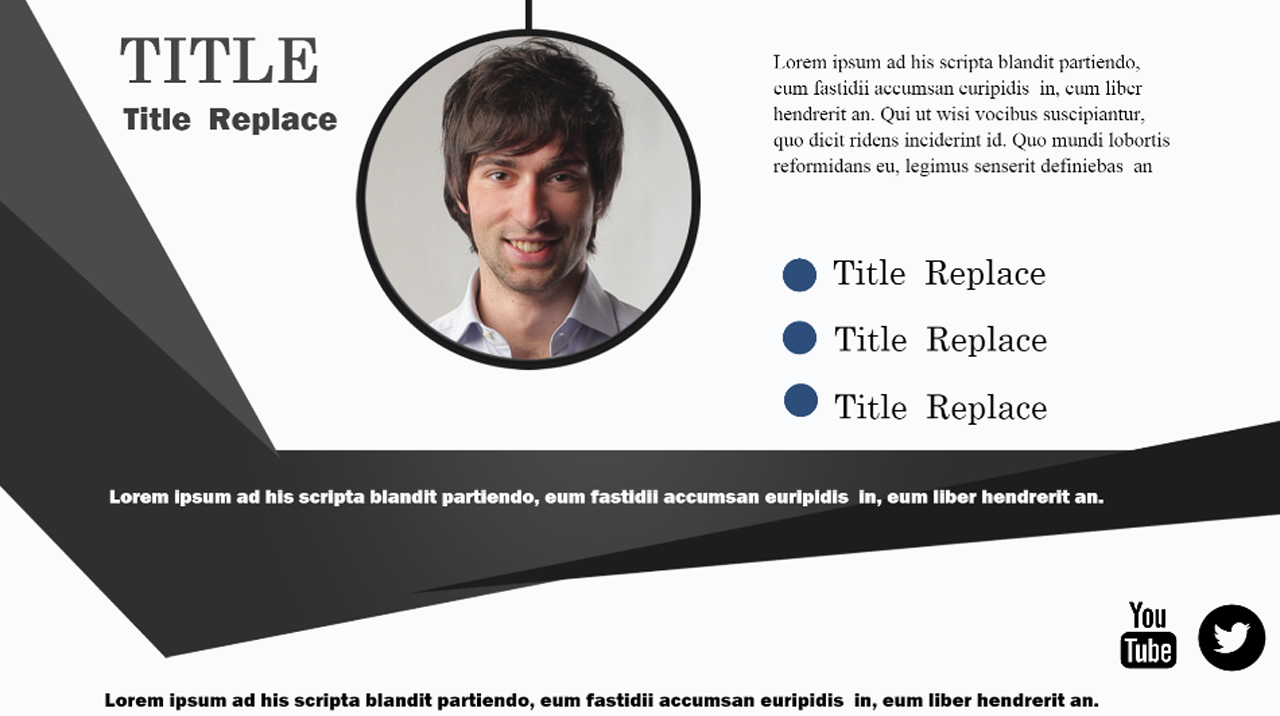 TITLE
Title Replace
Lorem ipsum ad his scripta blandit partiendo,
eum fastidii accumsan euripidis in, eum liber
hendrerit an. Qui ut wisi vocibus suscipiantur,
quo dicit ridens inciderint id. Quo mundi lobortis
reformidans eu, legimus senserit definiebas an
Title Replace
Title Replace
Title Replace
Lorem ipsum ad his scripta blandit partiendo, eum fastidii accumsan euripidis in, eum liber hendrerit an.
You
Tube
Lorem ipsum ad his scripta blandit partiendo, eum fastidii accumsan euripidis in, eum liber hendrerit an.